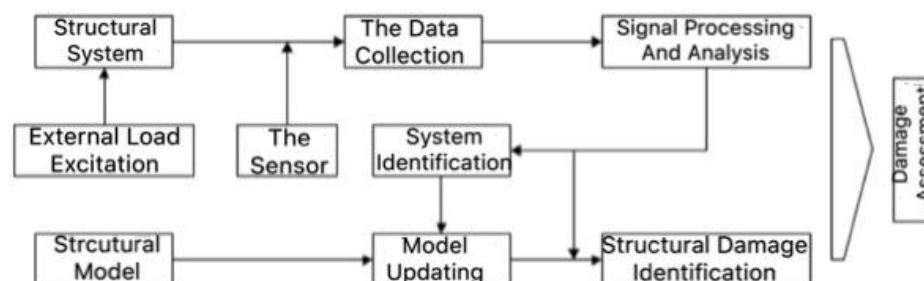 Structural
System
The Data
Collection
Signal Processing
And Analysis
External Load
Excitation
The
Sensor
System
Identification
Damage
Strcutural
Model
Model
Updating
Structural Damage
Identification